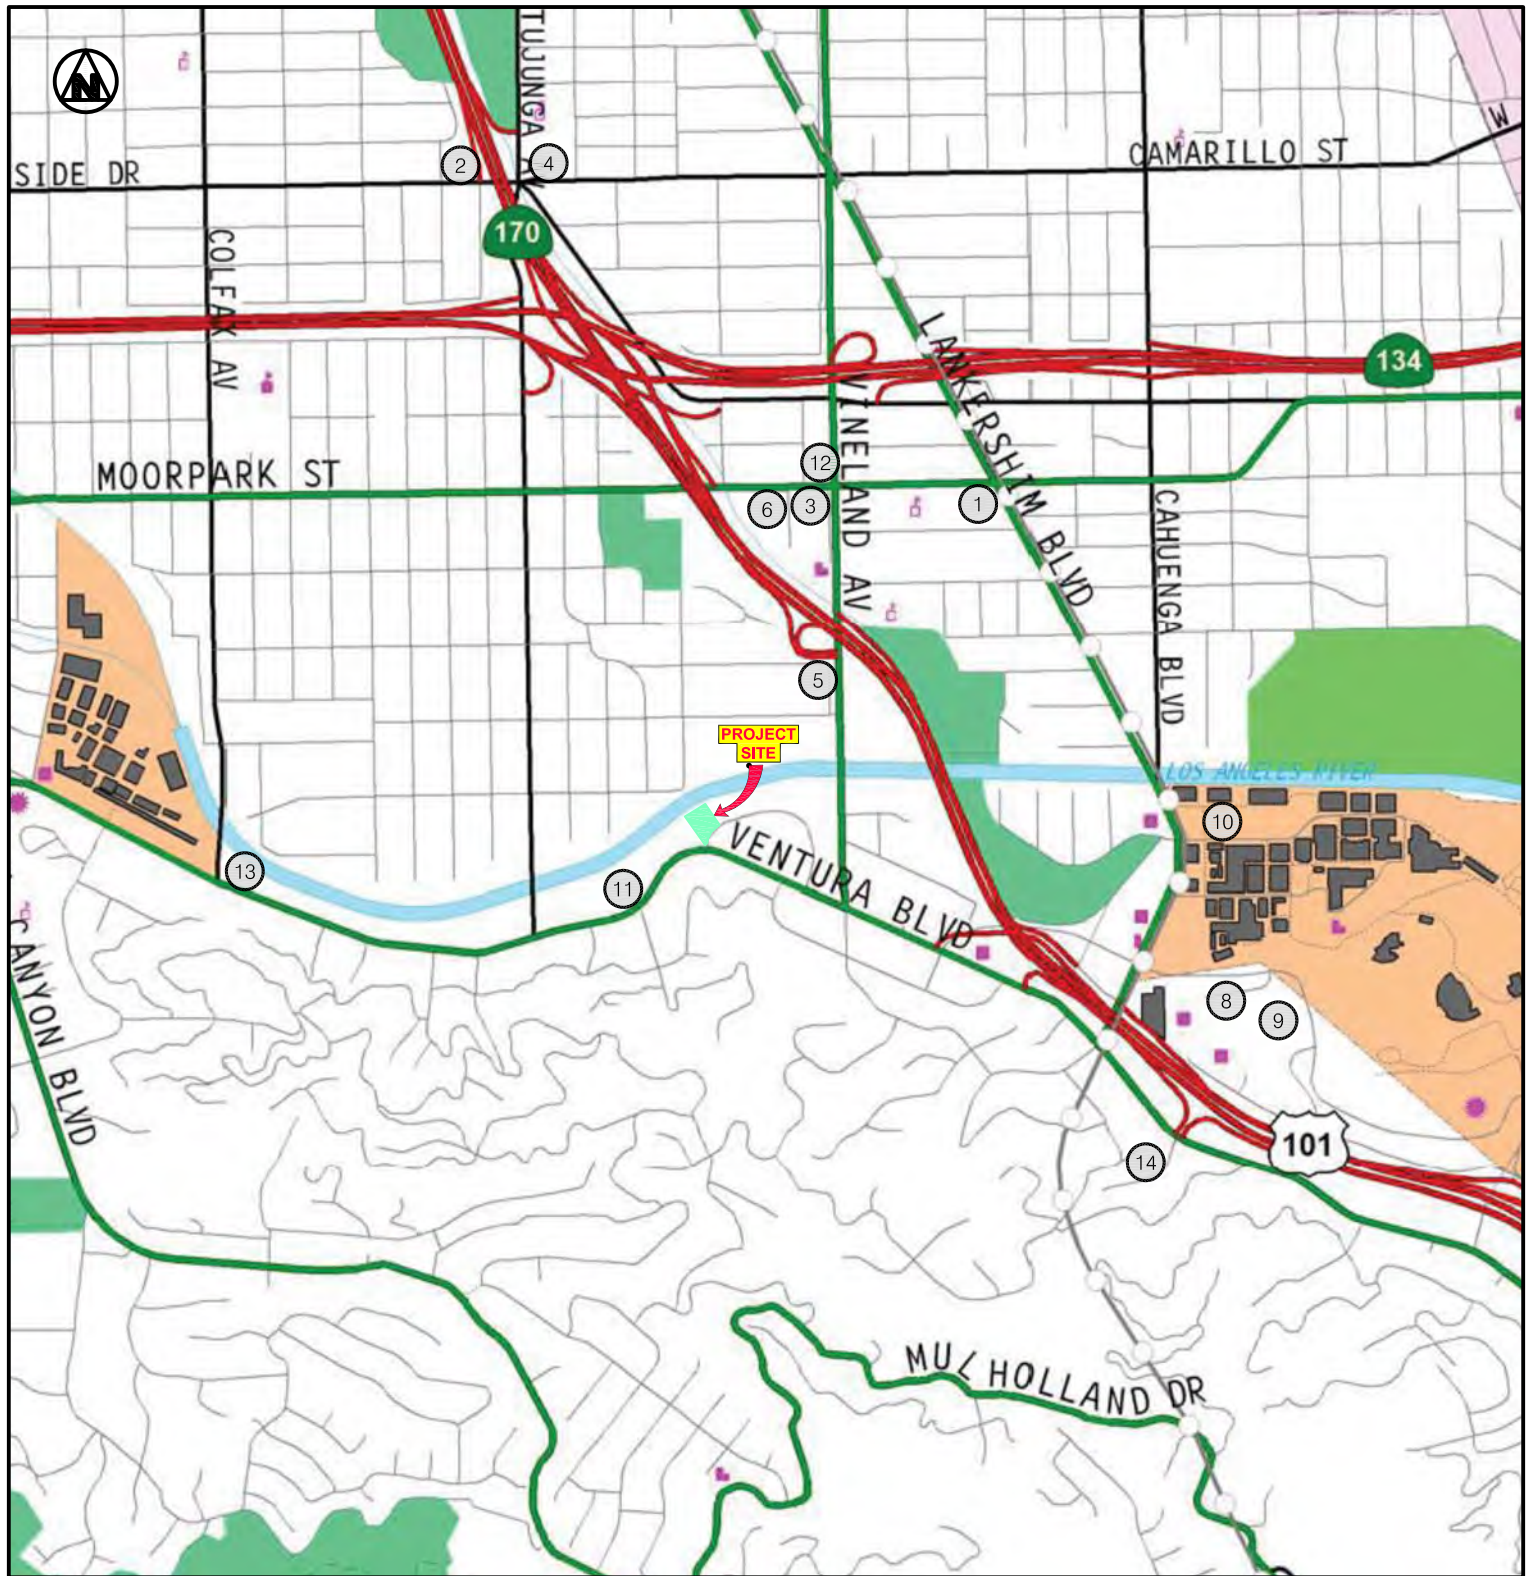 N
TUJUNGA AV
W
CAMARILLO ST
SIDE DR
2
4
170
COLFAX AV
LANKERSHIM BLVD
134
VINELAND AV
MOORPARK ST
12
6
3
1
CAHUENGA BLVD
5
PROJECT
SITE
LOS ANGELES RIVER
10
VENTURA BLVD
13
11
CANYON BLVD
8
9
101
14
MULHOLLAND DR